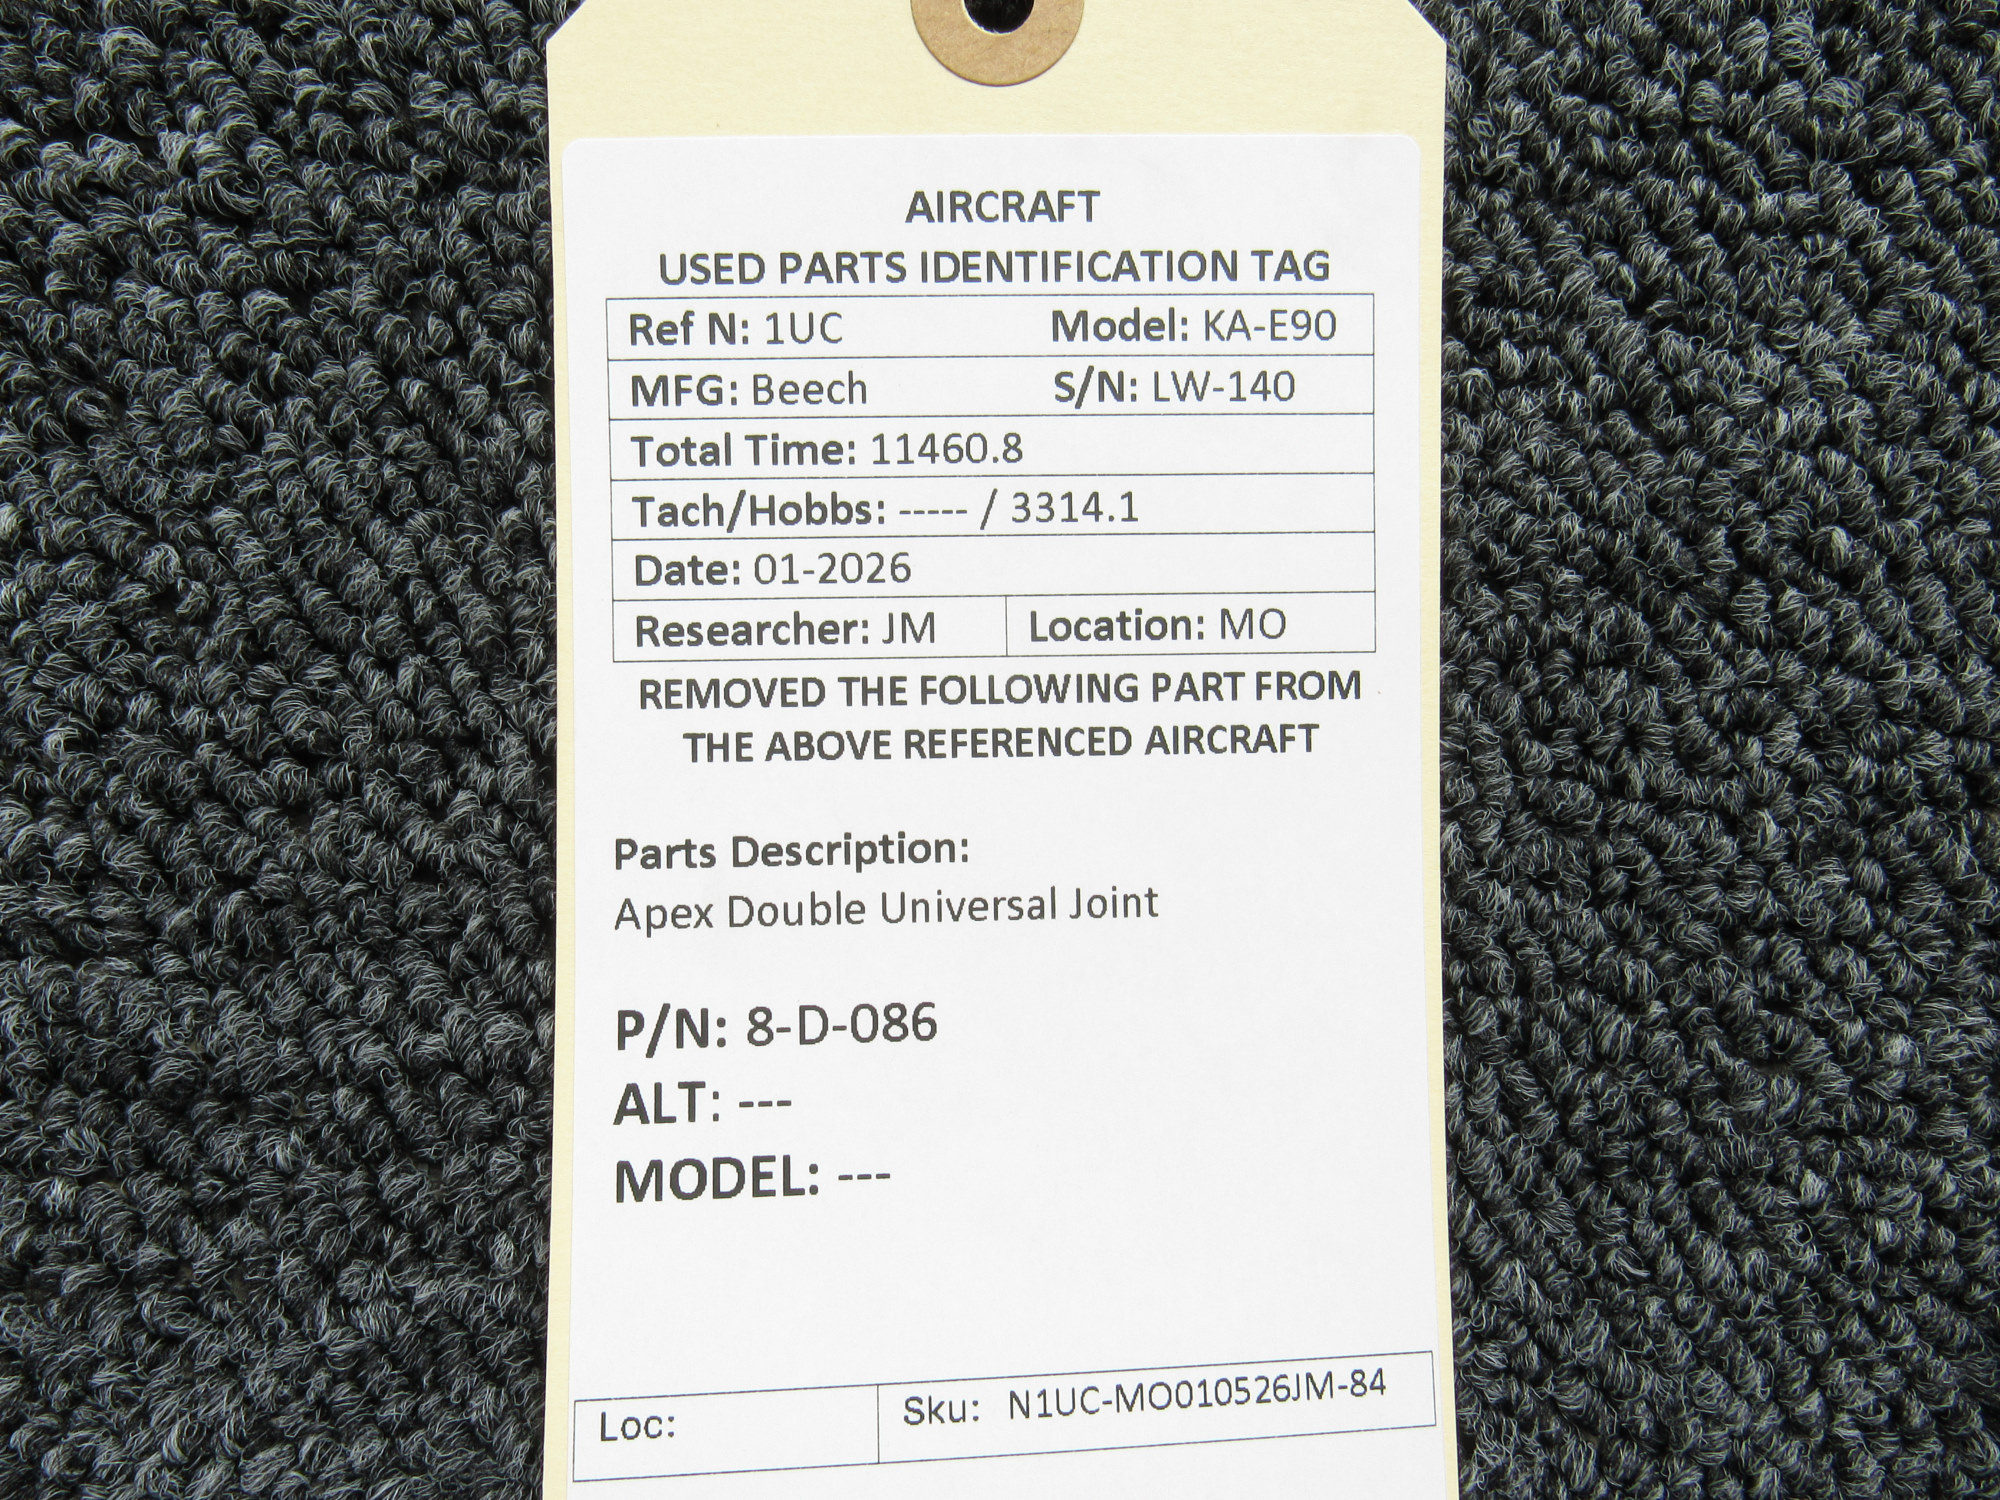 AIRCRAFT
USED PARTS IDENTIFICATION TAG
Ref N: 1UC Model: KA-E90
MFG: Beech S/N: LW-140
Total Time: 11460.8
Tach/Hobbs: ----- / 3314.1
Date: 01-2026
Researcher: JM Location: MO
REMOVED THE FOLLOWING PART FROM
THE ABOVE REFERENCED AIRCRAFT
Parts Description:
Apex Double Universal Joint
P/N: 8-D-086
ALT: ---
MODEL: ---
Loc: Sku: N1UC-MO010526JM-84